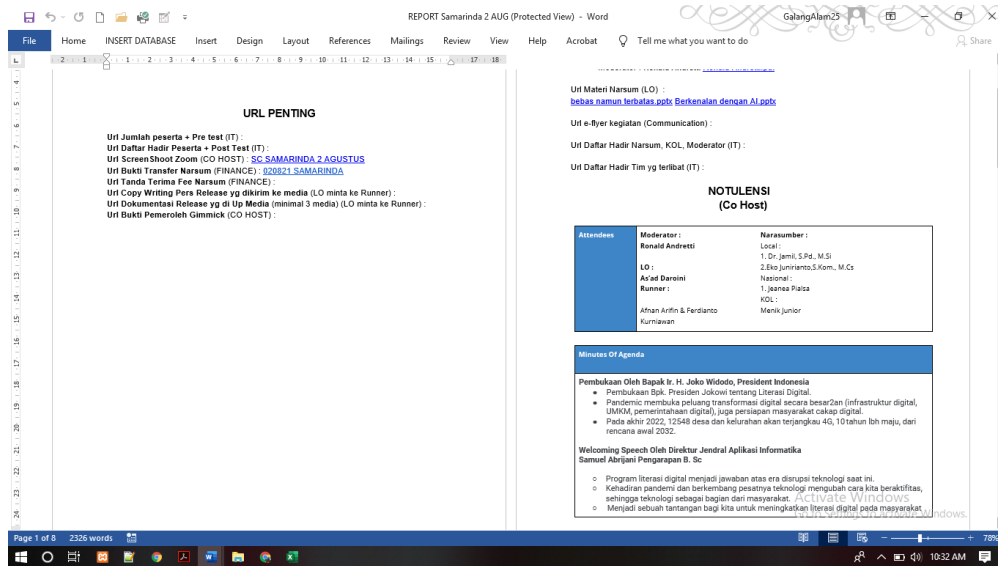 REPORT Samarinda 2 AUG (Protected View) - Word
GalangAlam25
File Home INSERT DATABASE Insert Design Layout References Mailings Review View Help Acrobat Tell me what you want to do Share
URL PENTING
Url Jumlah peserta + Pre test (IT) :
Url Daftar Hadir Peserta + Post Test (IT) :
Url ScreenShoot Zoom (CO HOST) : SC SAMARINDA 2 AGUSTUS
Url Bukti Transfer Narsum (FINANCE) : 020821 SAMARINDA
Url Tanda Terima Fee Narsum (FINANCE) :
Url Copy Writing Pers Release yg dikirim ke media (LO minta ke Runner) :
Url Dokumentasi Release yg di Up Media (minimal 3 media) (LO minta ke Runner) :
Url Bukti Pemeroleh Gimmick (CO HOST) :
Url Materi Narsum (LO) :
bebas namun terbatas.pptx Berkenalan dengan AI.pptx
Url e-flyer kegiatan (Communication) :
Url Daftar Hadir Narsum, KOL, Moderator (IT) :
Url Daftar Hadir Tim yg terlibat (IT) :
NOTULENSI
(Co Host)
Attendees
Moderator :
Ronald Andretti
LO :
As'ad Daroini
Runner :
Afnan Arifin & Ferdianto
Kurniawan
Narasumber :
Local :
1. Dr. Jamil, S.Pd., M.Si
2.Eko Junirianto,S.Kom., M.Cs
Nasional :
1. Jeanea Pialsa
KOL :
Menik Junior
Minutes Of Agenda
Pembukaan Oleh Bapak Ir. H. Joko Widodo, President Indonesia
● Pembukaan Bpk. Presiden Jokowi tentang Literasi Digital.
● Pandemic membuka peluang transformasi digital secara besar2an (infrastruktur digital,
UMKM, pemerintahaan digital), juga persiapan masyarakat cakap digital.
● Pada akhir 2022, 12548 desa dan kelurahan akan terjangkau 4G, 10 tahun lbh maju, dari
rencana awal 2032.
Welcoming Speech Oleh Direktur Jendral Aplikasi Informatika
Samuel Abrijani Pengarapan B. Sc
○ Program literasi digital menjadi jawaban atas era disrupsi teknologi saat ini.
○ Kehadiran pandemi dan berkembang pesatnya teknologi mengubah cara kita beraktifitas,
sehingga teknologi sebagai bagian dari masyarakat.
○ Menjadi sebuah tantangan bagi kita untuk meningkatkan literasi digital pada masyarakat
Activate Windows
Go to Settings to activate Windows.
Page 1 of 8 2326 words
78%
10:32 AM